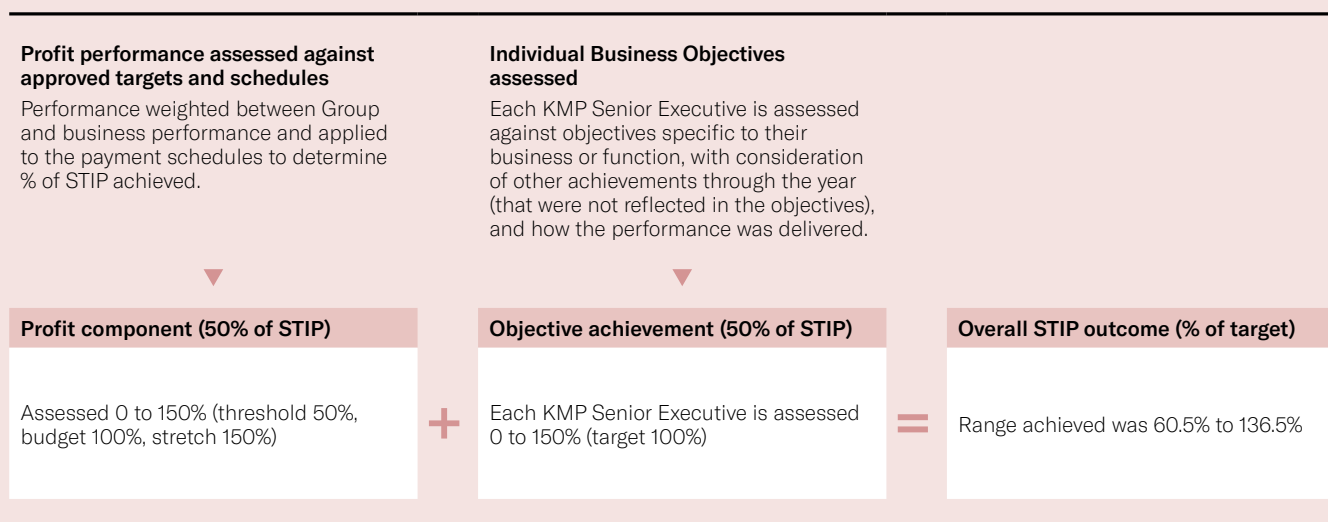 Profit performance assessed against
approved targets and schedules
Performance weighted between Group
and business performance and applied
to the payment schedules to determine
% of STIP achieved.
Individual Business Objectives
assessed
Each KMP Senior Executive is assessed
against objectives specific to their
business or function, with consideration
of other achievements through the year
(that were not reflected in the objectives),
and how the performance was delivered.
Profit component (50% of STIP)
Assessed 0 to 150% (threshold 50%,
budget 100%, stretch 150%)
+
Objective achievement (50% of STIP)
Each KMP Senior Executive is assessed
0 to 150% (target 100%)
=
Overall STIP outcome (% of target)
Range achieved was 60.5% to 136.5%